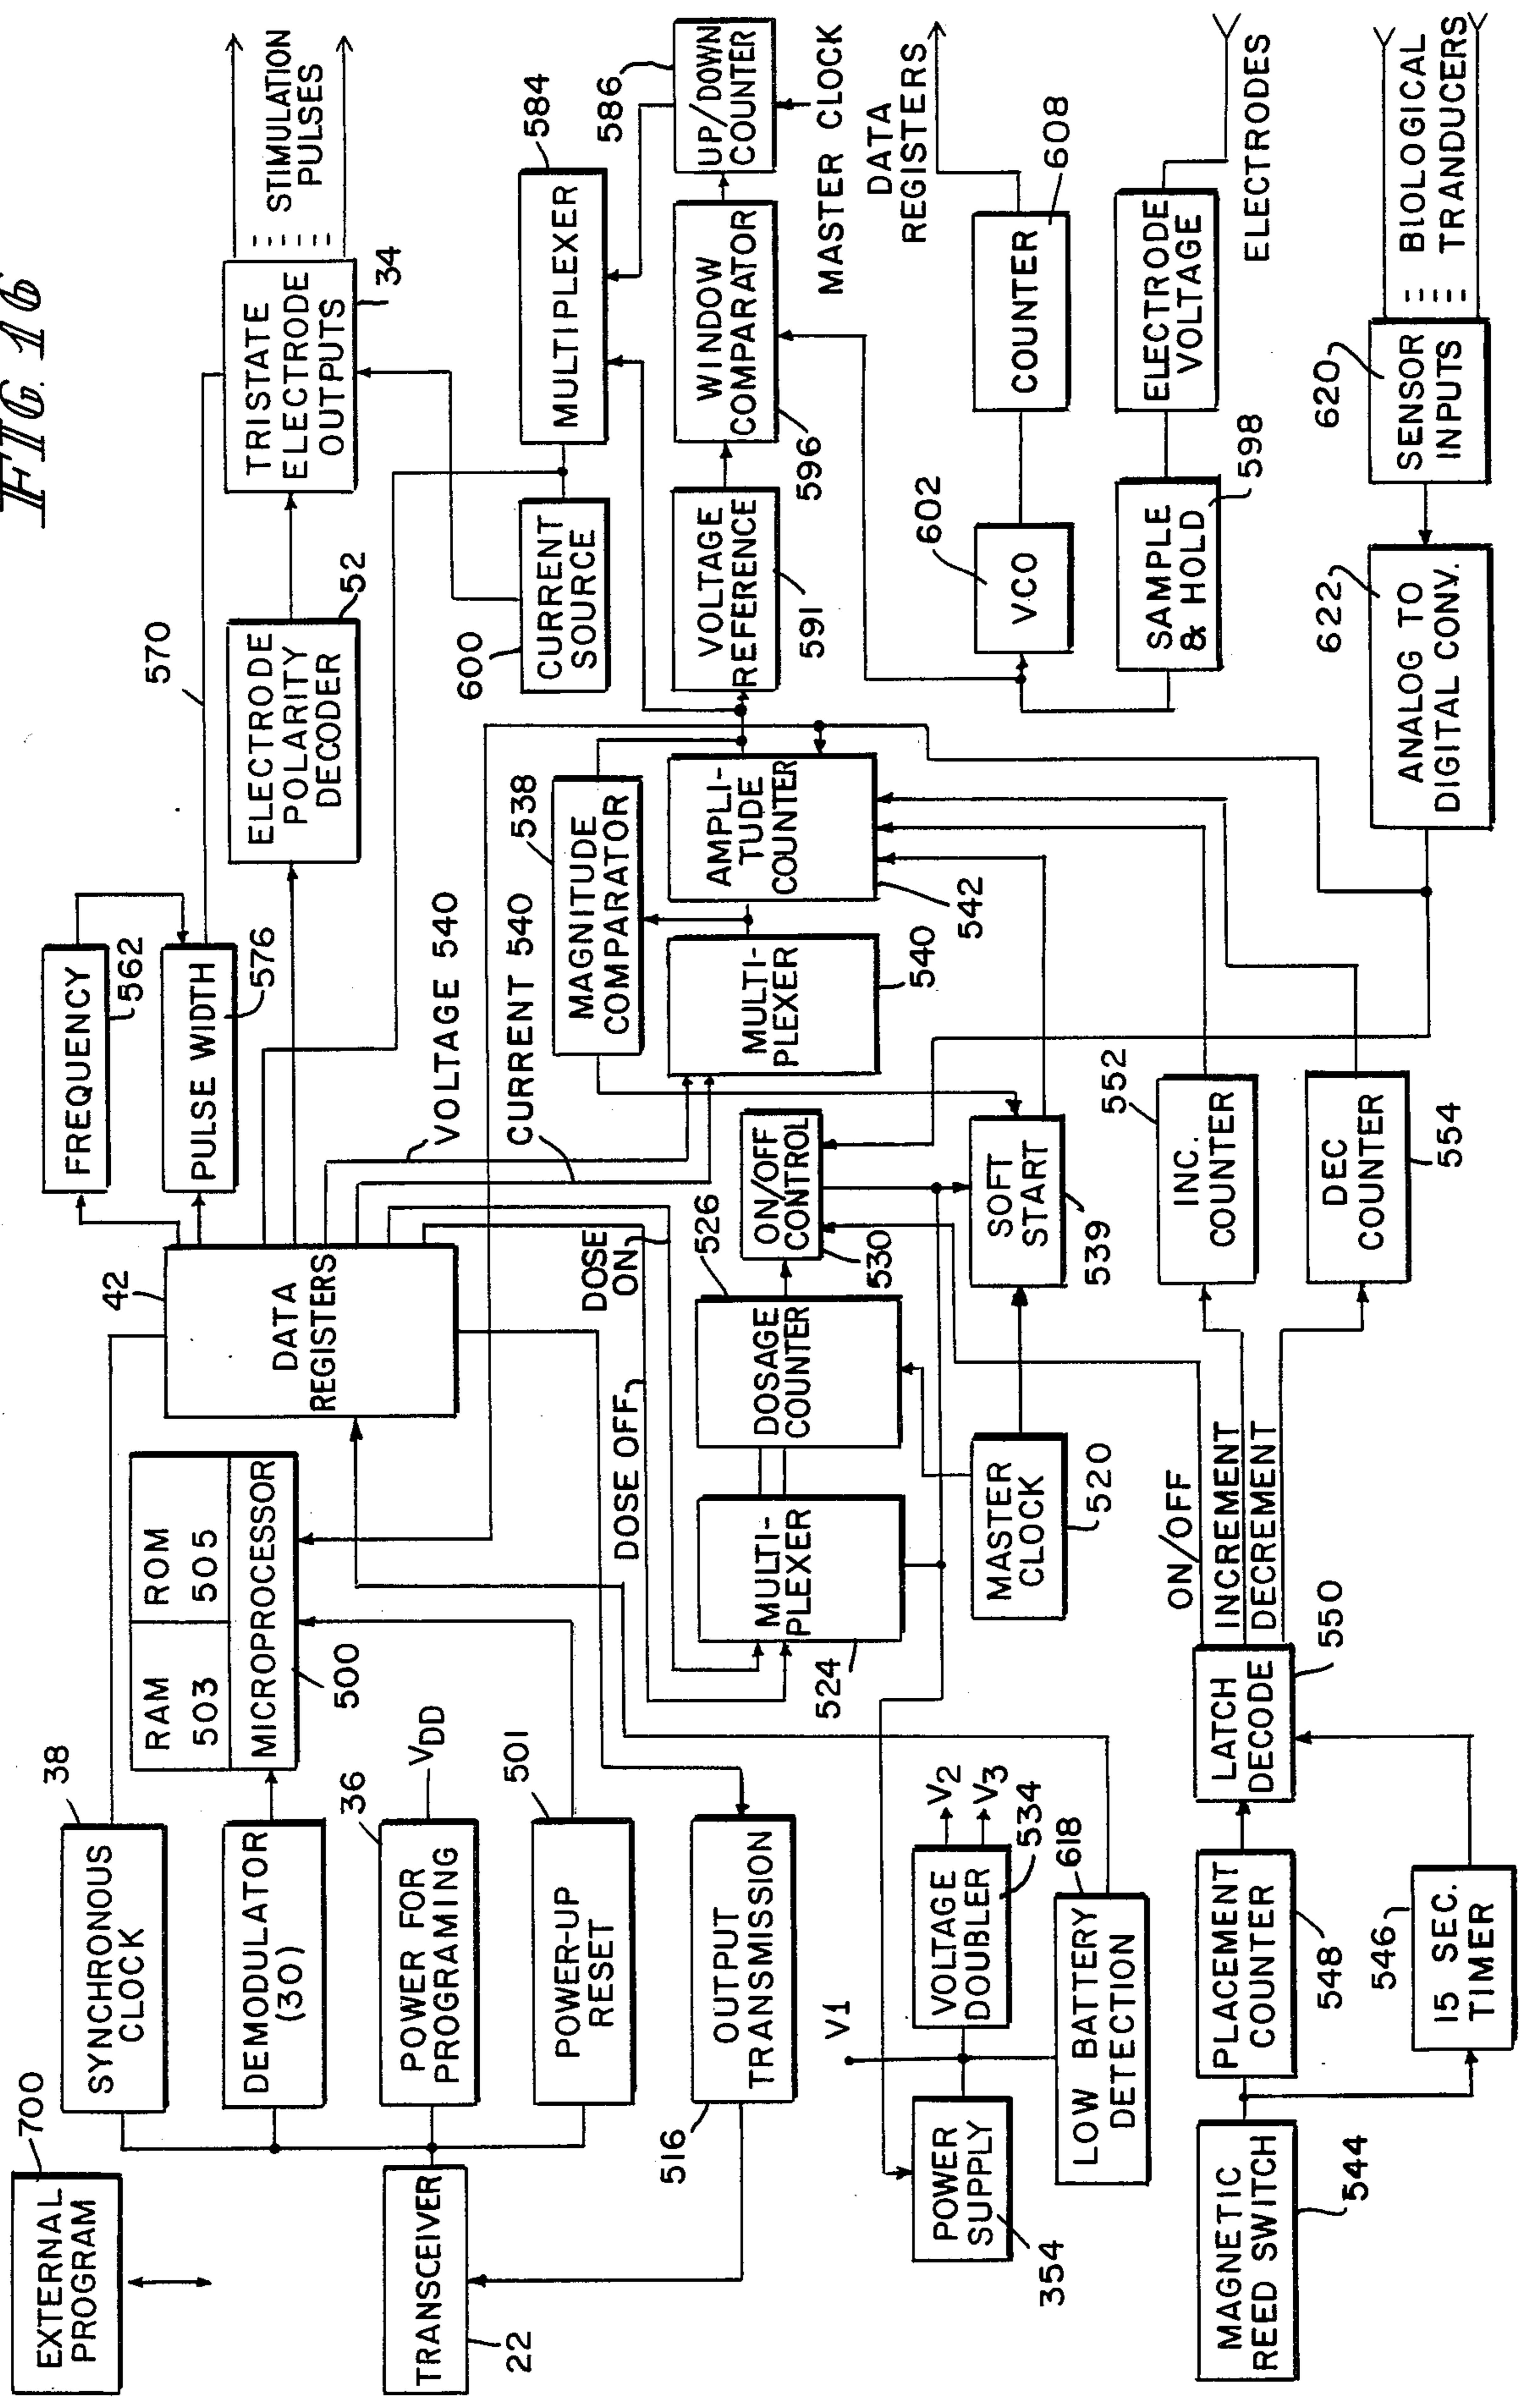 FIG. 16
EXTERNAL
PROGRAM
700
TRANSCEIVER
22
SYNCHRONOUS
CLOCK
38
DEMODULATOR
(30)
POWER FOR
PROGRAMING
36
VDD
POWER-UP
RESET
501
OUTPUT
TRANSMISSION
516
RAM
503
ROM
505
MICROPROCESSOR
500
DATA
REGISTERS
42
FREQUENCY
562
PULSE WIDTH
576
570
ELECTRODE
POLARITY
DECODER
52
TRISTATE
ELECTRODE
OUTPUTS
34
STIMULATION
PULSES
VOLTAGE 540
CURRENT 540
DOSE
ON
DOSE OFF
MULTI-
PLEXER
524
DOSAGE
COUNTER
526
ON/OFF
CONTROL
530
MASTER
CLOCK
520
SOFT
START
539
MAGNITUDE
COMPARATOR
538
MULTI-
PLEXER
540
AMPLI-
TUDE
COUNTER
542
CURRENT
SOURCE
600
MULTIPLEXER
584
VOLTAGE
REFERENCE
591
WINDOW
COMPARATOR
596
UP/DOWN
COUNTER
586
MASTER CLOCK
DATA
REGISTERS
VCO
602
COUNTER
608
SAMPLE
& HOLD
598
ELECTRODE
VOLTAGE
ELECTRODES
V1
POWER
SUPPLY
354
VOLTAGE
DOUBLER
534
V2
V3
LOW BATTERY
DETECTION
618
MAGNETIC
REED SWITCH
544
PLACEMENT
COUNTER
548
15 SEC.
TIMER
546
LATCH
DECODE
550
ON/OFF
INCREMENT
DECREMENT
INC.
COUNTER
552
DEC
COUNTER
554
ANALOG TO
DIGITAL CONV.
622
SENSOR
INPUTS
620
BIOLOGICAL
TRANDUCERS